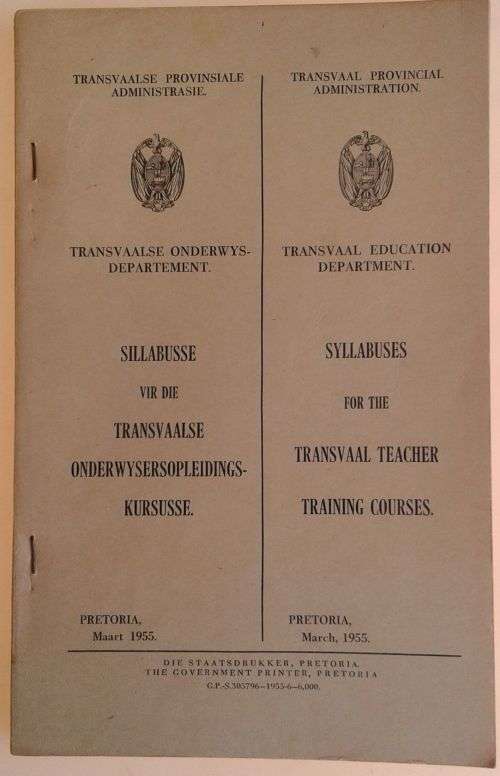 TRANSVAALSE PROVINSIALE
ADMINISTRASIE.
TRANSVAALSE ONDERWYS-
DEPARTEMENT.
SILLABUSSE
VIR DIE
TRANSVAALSE
ONDERWYSERSOPLEIDINGS-
KURSUSSE.
PRETORIA,
Maart 1955.
TRANSVAAL PROVINCIAL
ADMINISTRATION.
TRANSVAAL EDUCATION
DEPARTMENT.
SYLLABUSES
FOR THE
TRANSVAAL TEACHER
TRAINING COURSES.
PRETORIA,
March, 1955.
DIE STAATSDRUKKER, PRETORIA.
THE GOVERNMENT PRINTER, PRETORIA
G.P.-S.305796—1955-6—6,000.